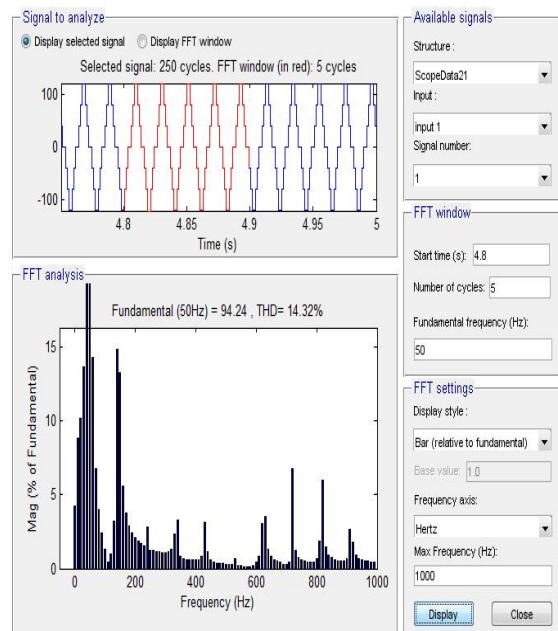 Signal to analyze
Display selected signal
Display FFT window
Selected signal: 250 cycles. FFT window (in red): 5 cycles
100
0
-100
4.8
4.85
4.9
4.95
5
Time (s)
FFT analysis
Fundamental (50Hz) = 94.24 , THD= 14.32%
15
10
5
0
Mag (% of Fundamental)
0
200
400
600
800
1000
Frequency (Hz)
Available signals
Structure :
ScopeData21
Input :
input 1
Signal number:
1
FFT window
Start time (s): 4.8
Number of cycles: 5
Fundamental frequency (Hz):
50
FFT settings
Display style :
Bar (relative to fundamental)
Base value: 1.0
Frequency axis:
Hertz
Max Frequency (Hz):
1000
Display
Close